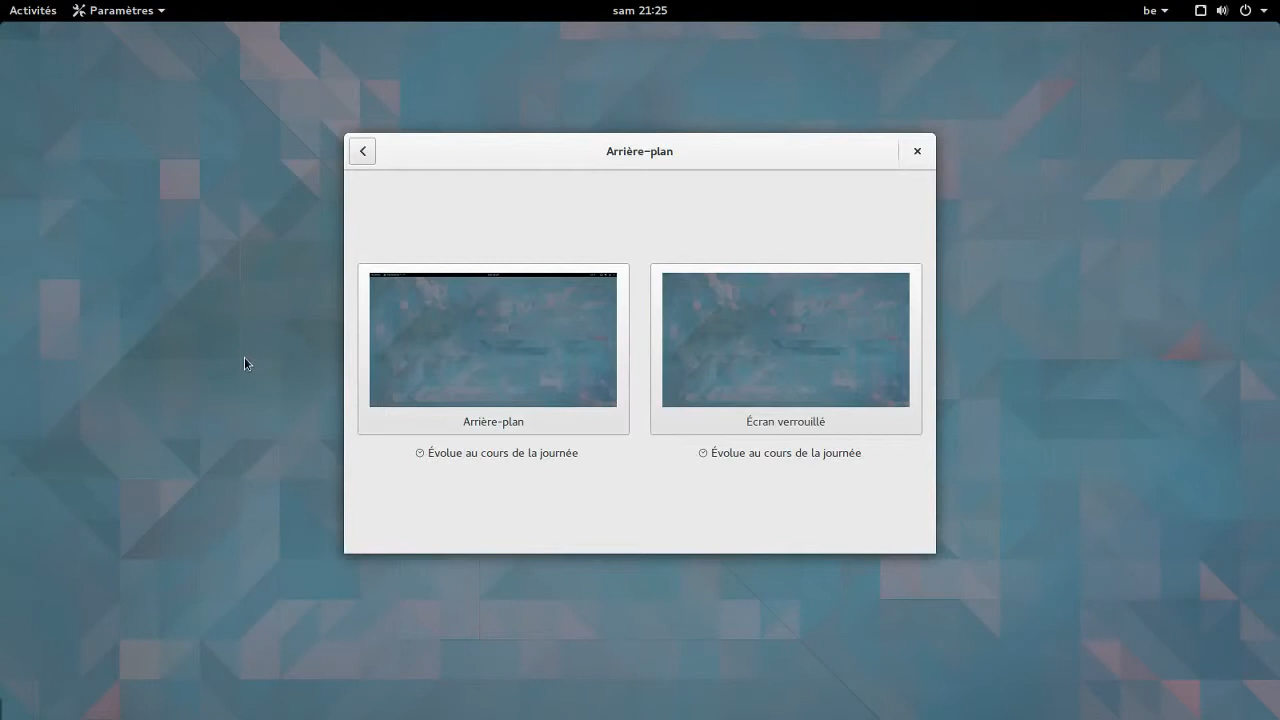 Activités Paramètres sam 21:25 be
Arrière-plan
Arrière-plan Écran verrouillé
Évolue au cours de la journée Évolue au cours de la journée